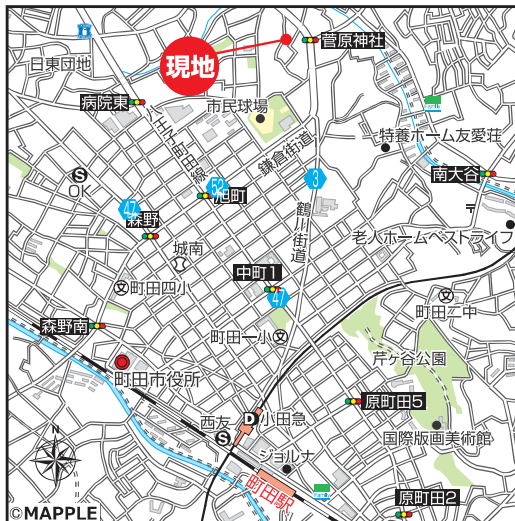 菅原神社
現地
日東団地
病院東
市民球場
特養ホーム友愛荘
鎌倉街道
S
OK
52
旭町
3
南大谷
47
森野
鶴川街道
城南
老人ホームベストライフ
中町1
47
町田四小
町田二中
森野南
町田一小
芹ヶ谷公園
町田市役所
原町田5
西友
S
D
小田急
国際版画美術館
ジョルナ
町田駅
Family
原町田2
N
©MAPPLE